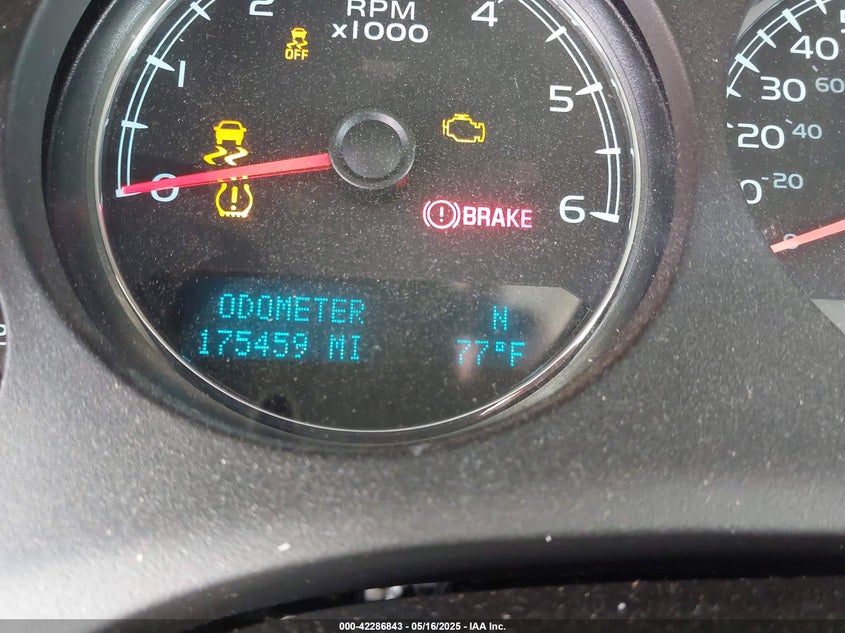 2 RPM 4
x1000
OFF
1
5
0
6
BRAKE
ODOMETER N
175459 MI 77°F
40
30 60
20 40
20
0
000-42286843 - 05/16/2025 - IAA Inc.